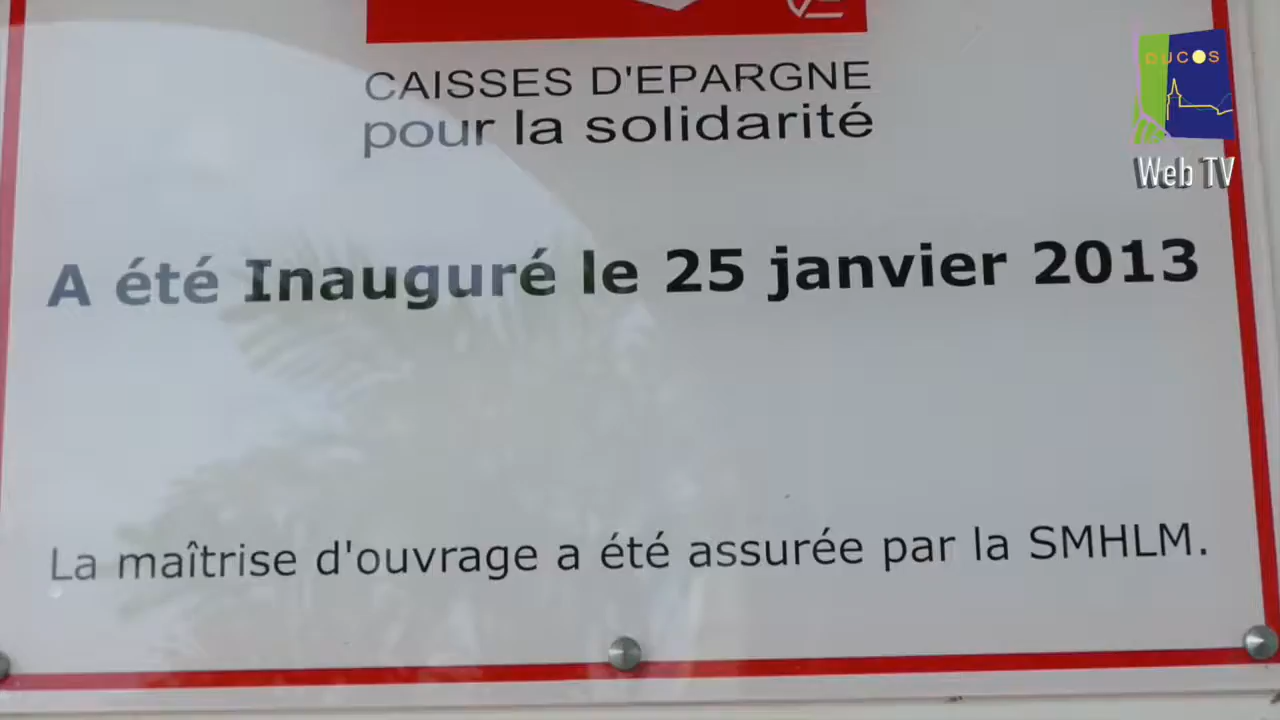 CAISSES D'EPARGNE
pour la solidarité
DUCOS
Web TV
A été Inauguré le 25 janvier 2013
La maîtrise d'ouvrage a été assurée par la SMHLM.